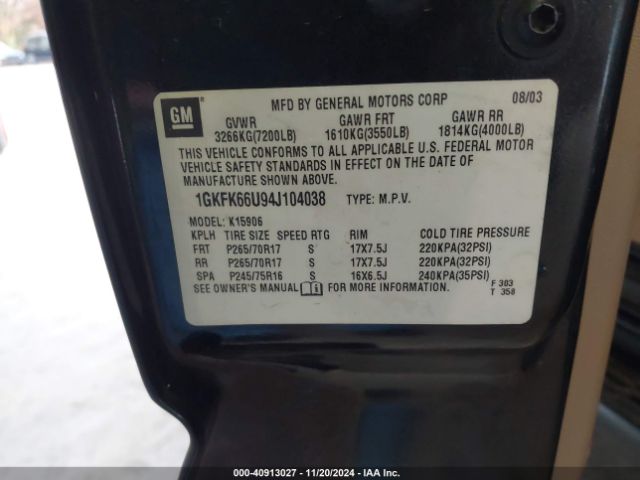 GM
MFD BY GENERAL MOTORS CORP 08/03
GVWR GAWR FRT GAWR RR
3266KG(7200LB) 1610KG(3550LB) 1814KG(4000LB)
THIS VEHICLE CONFORMS TO ALL APPLICABLE U.S. FEDERAL MOTOR
VEHICLE SAFETY STANDARDS IN EFFECT ON THE DATE OF
MANUFACTURE SHOWN ABOVE.
1GKFK66U94J104038 TYPE: M.P.V.
MODEL: K15906
KPLH TIRE SIZE SPEED RTG RIM COLD TIRE PRESSURE
FRT P265/70R17 S 17X7.5J 220KPA(32PSI)
RR P265/70R17 S 17X7.5J 220KPA(32PSI)
SPA P245/75R16 S 16X6.5J 240KPA(35PSI)
SEE OWNER'S MANUAL i FOR MORE INFORMATION.
F 383
T 358
000-40913027 - 11/20/2024 - IAA Inc.